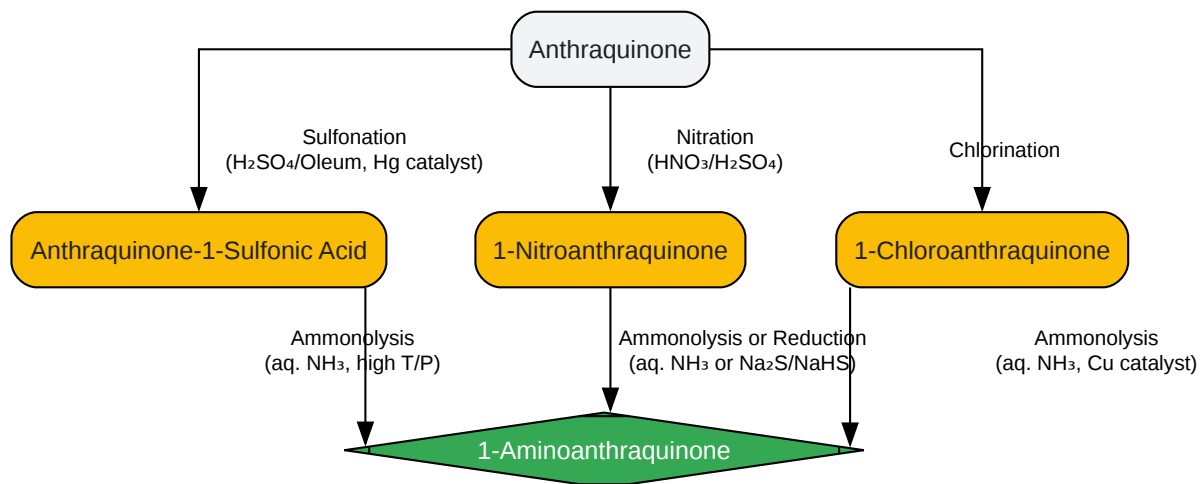 Anthraquinone
Sulfonation
(H₂SO₄/Oleum, Hg catalyst)
Nitration
(HNO₃/H₂SO₄)
Chlorination
Anthraquinone-1-Sulfonic Acid
1-Nitroanthraquinone
1-Chloroanthraquinone
Ammonolysis
(aq. NH₃, high T/P)
Ammonolysis or Reduction
(aq. NH₃ or Na₂S/NaHS)
Ammonolysis
(aq. NH₃, Cu catalyst)
1-Aminoanthraquinone